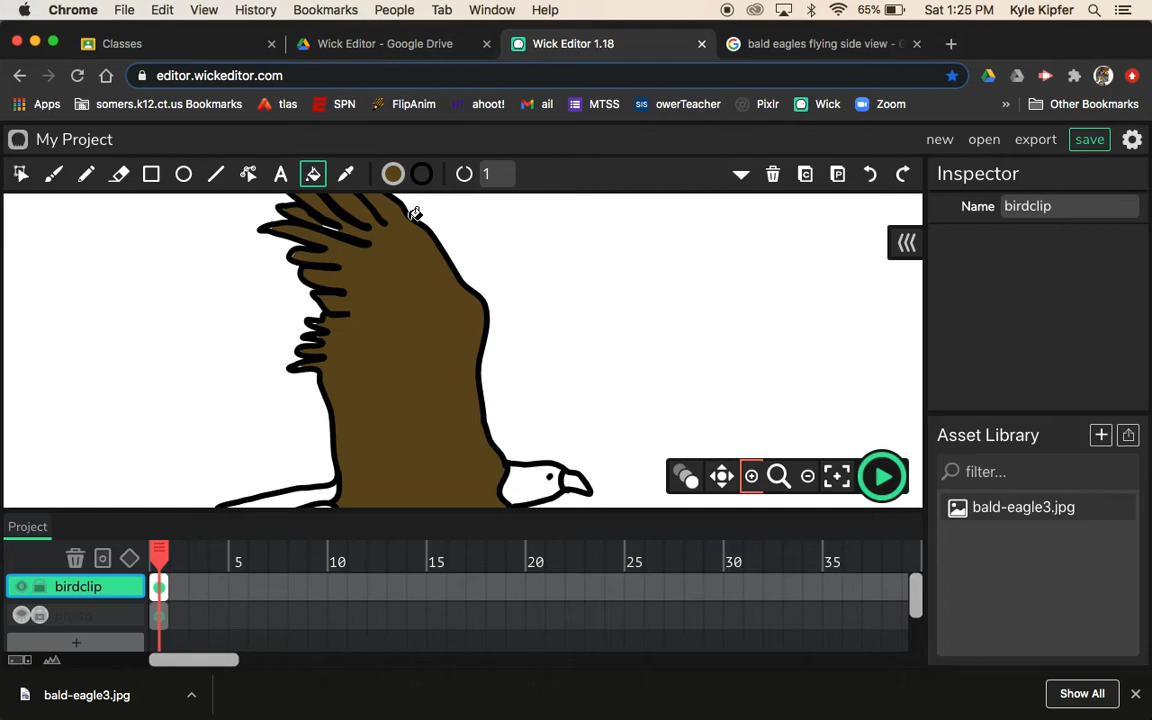 Chrome File Edit View History Bookmarks People Tab Window Help 65% Sat 1:25 PM Kyle Kipfer
Classes Wick Editor - Google Drive Wick Editor 1.18 bald eagles flying side view - G
editor.wickeditor.com
Apps somers.k12.ct.us Bookmarks tlas SPN FlipAnim ahoot! ail MTSS SIS owerTeacher Pixlr Wick Zoom » Other Bookmarks
My Project new open export save
A 1 C P Inspector
Name birdclip
Asset Library
filter...
bald-eagle3.jpg
Project
5 10 15 20 25 30 35
birdclip
+
bald-eagle3.jpg Show All